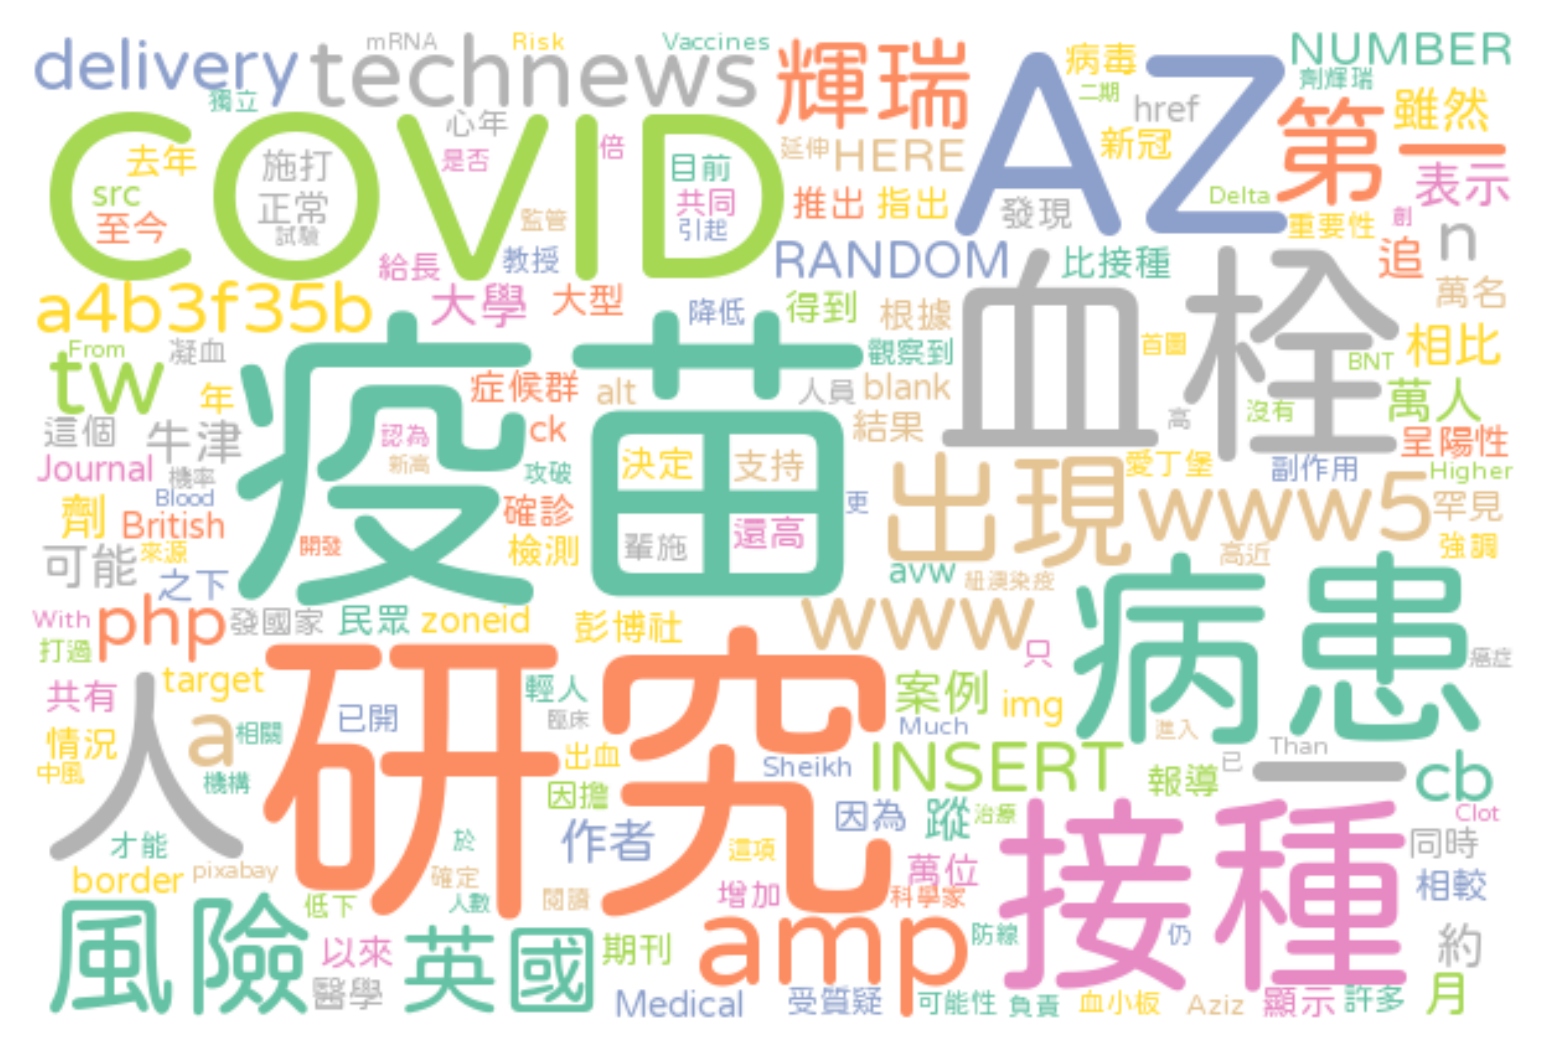 delivery
technews
mRNA
Risk
Vaccines
輝瑞
AZ
病毒
NUMBER
劑輝瑞
二期
獨立
COVID
心年
是否
倍
延伸
HERE
href
新冠
第一
雖然
去年
施打
目前
src
正常
共同
推出
指出
發現
Delta
表示
至今
試驗
監管
引起
重要性
創
給長
教授
RANDOM
比接種
追
n
a4b3f35b
大學
大型
降低
得到
根據
血栓
萬名
From
tw
凝血
疫苗
觀察到
首圖
BNT
相比
年
症候群
alt
人員
blank
萬人
這個
牛津
認為
ck
結果
高
沒有
呈陽性
Journal
機率
新高
攻破
決定
支持
出現
愛丁堡
副作用
Higher
Blood
劑
British
確診
更
www5
罕見
可能
來源
開發
檢測
輩施
還高
高近
強調
之下
avw
紐澳染疫
With
php
發國家
民眾
zoneid
彭博社
www
病患
打過
只
癌症
人
target
研究
輕人
案例
img
共有
a
相關
已開
臨床
Much
進入
情況
中風
機構
出血
Sheikh
INSERT
已
Than
一
報導
cb
因擔
才能
於
作者
這項
因為
蹤
治療
接種
Clot
同時
border
pixabay
確定
萬位
相較
風險
低下
人數
閱讀
增加
科學家
以來
英國
期刊
amp
防線
仍
約
醫學
Medical
受質疑
可能性
負責
血小板
Aziz
顯示
許多
月